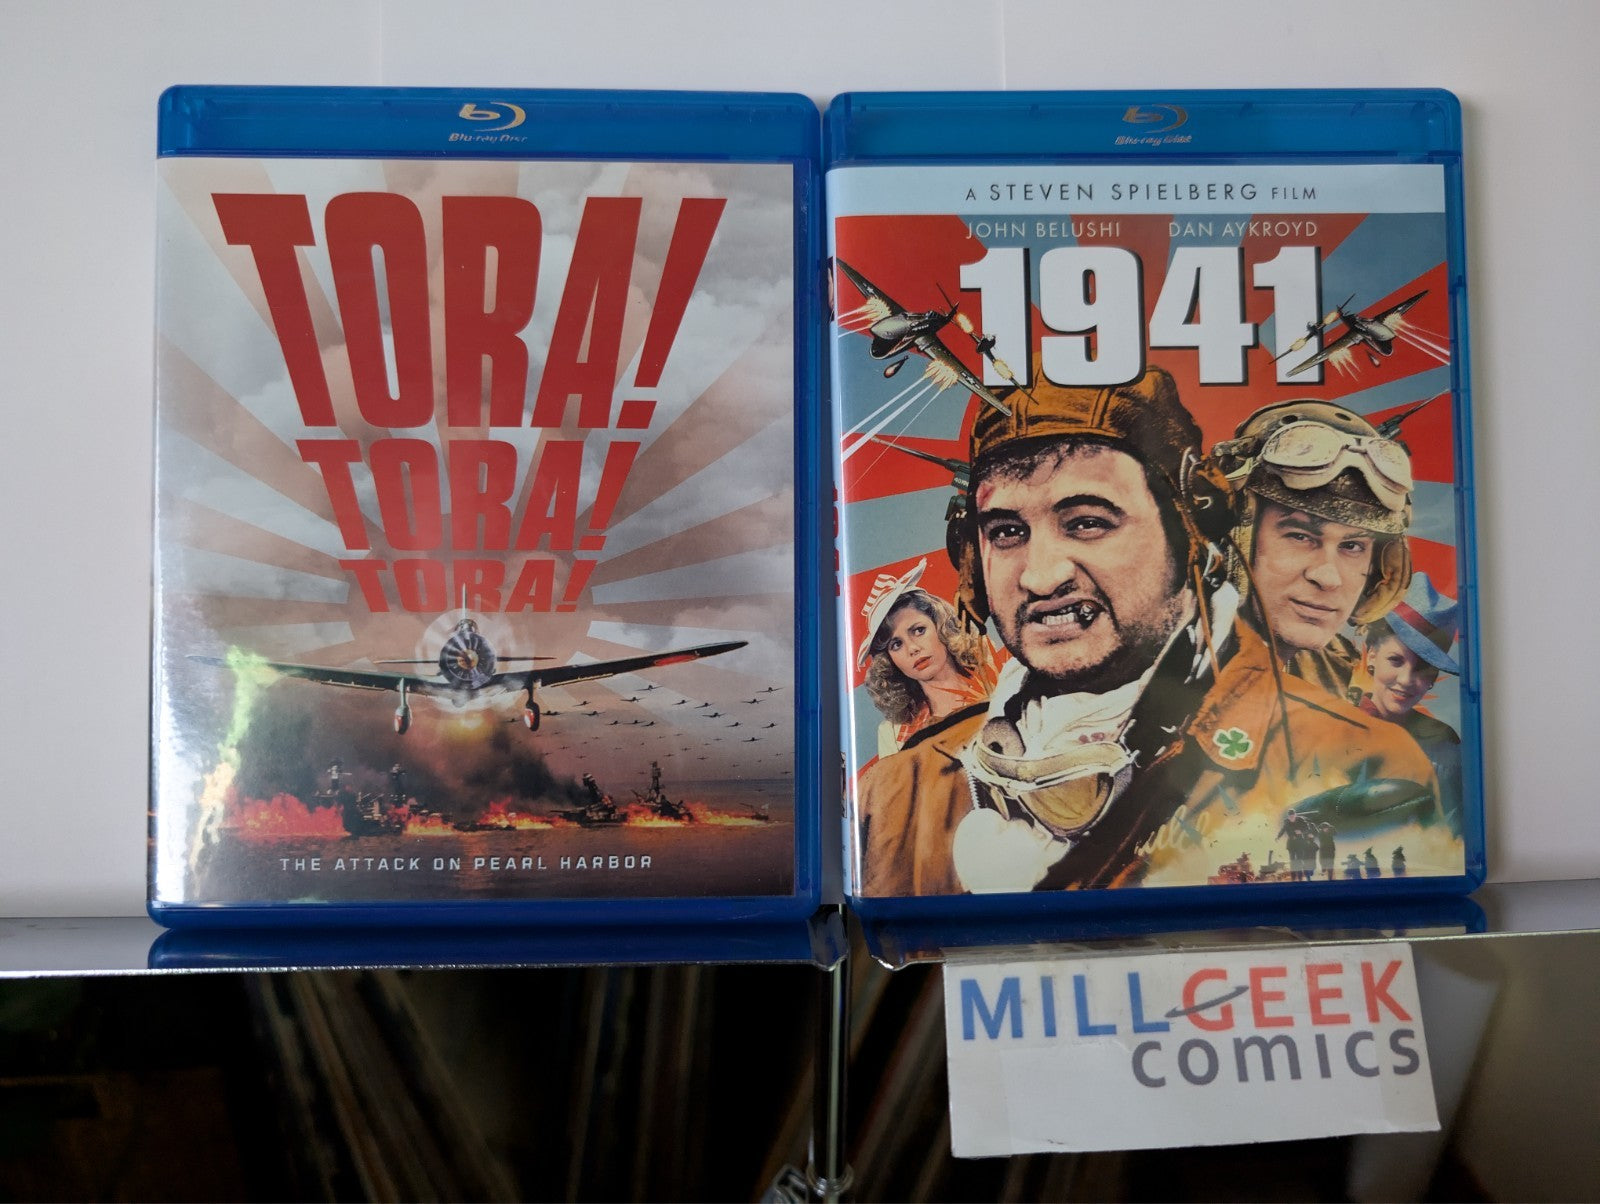 Blu-ray Disc
TORA!
TORA!
TORA!
THE ATTACK ON PEARL HARBOR
Blu-ray Disc
A STEVEN SPIELBERG FILM
JOHN BELUSHI DAN AYKROYD
1941
MILLGEEK
comics